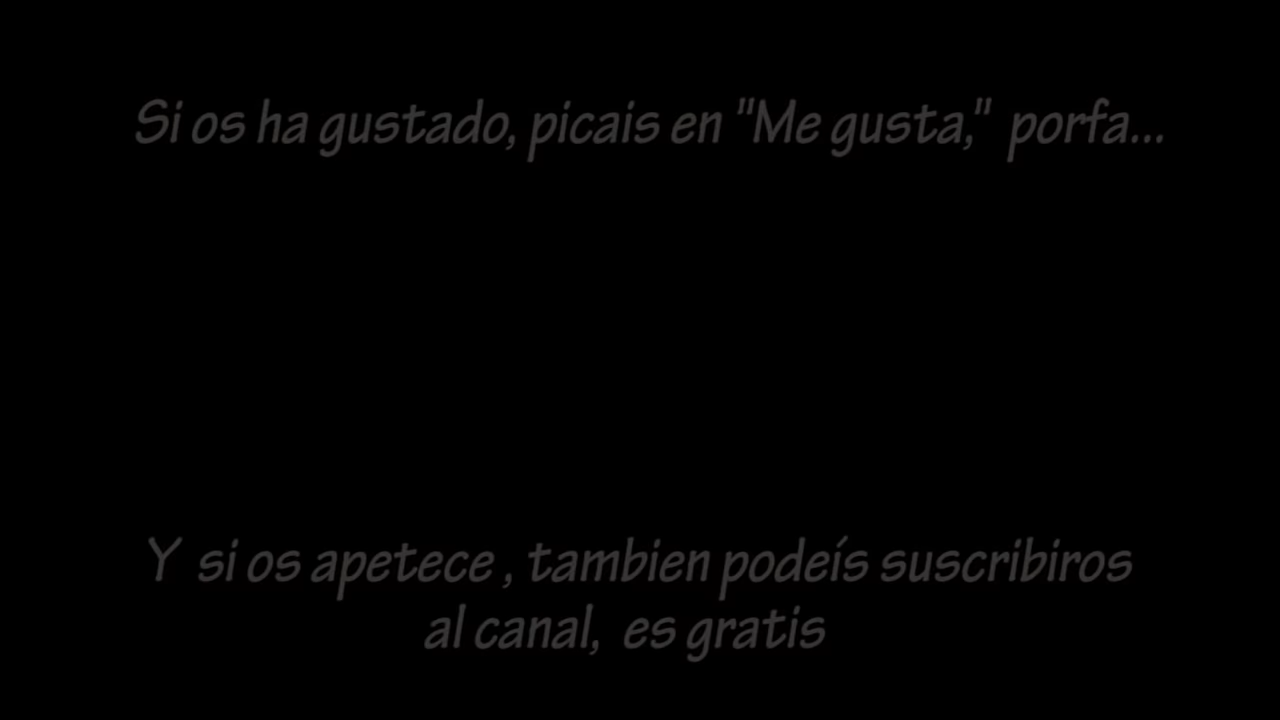 Si os ha gustado, picais en "Me gusta," porfa...
Y si os apetece , tambien podeís suscribiros
al canal, es gratis